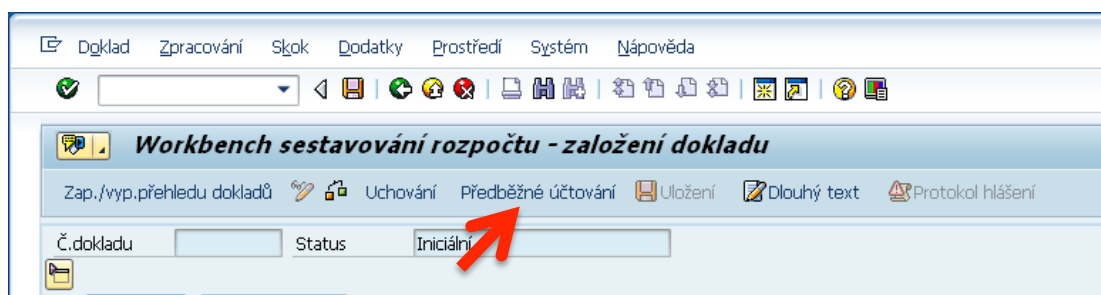 Doklad Zpracování Skok Dodatky Prostředí Systém Nápověda
Workbench sestavování rozpočtu - založení dokladu
Zap./vyp.přehledu dokladů Uchování Předběžné účtování Uložení Dlouhý text Protokol hlášení
Č.dokladu Status Iniciální